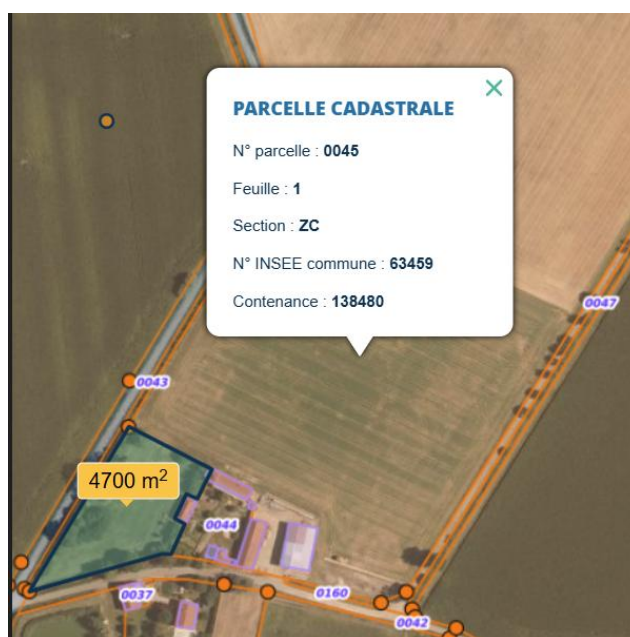 PARCELLE CADASTRALE
N° parcelle : 0045
Feuille : 1
Section : ZC
N° INSEE commune : 63459
Contenance : 138480
0047
0043
4700 m²
0044
0037
0160
0042